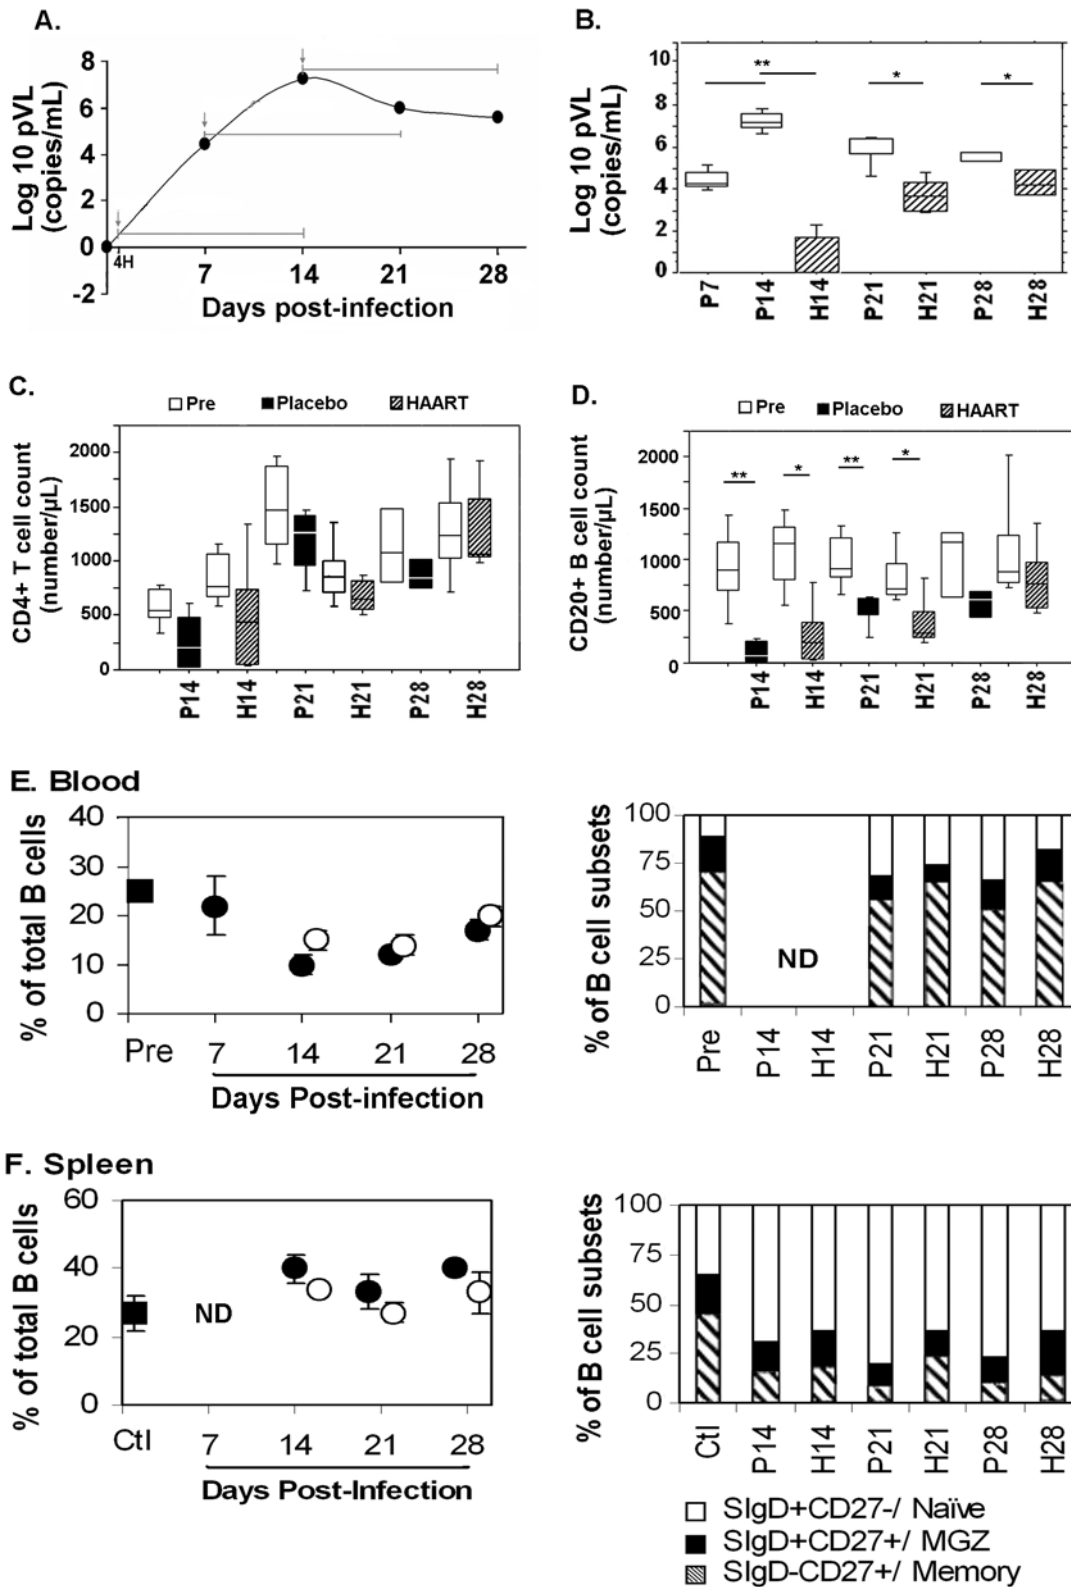 A.
Log 10 pVL
(copies/mL)
8
6
4
2
0
-2
4H
7
14
21
28
Days post-infection
B.
Log 10 pVL
(copies/mL)
10
8
6
4
2
0
**
*
*
P7
P14
H14
P21
H21
P28
H28
C.
Pre
Placebo
HAART
CD4+ T cell count
(number/µL)
2000
1500
1000
500
0
P14
H14
P21
H21
P28
H28
D.
Pre
Placebo
HAART
CD20+ B cell count
(number/µL)
2000
1500
1000
500
0
**
*
**
*
P14
H14
P21
H21
P28
H28
E. Blood
% of total B cells
40
30
20
10
0
Pre
7
14
21
28
Days Post-infection
% of B cell subsets
100
75
50
25
0
ND
Pre
P14
H14
P21
H21
P28
H28
F. Spleen
% of total B cells
60
40
20
0
ND
Ctl
7
14
21
28
Days Post-Infection
% of B cell subsets
100
75
50
25
0
Ctl
P14
H14
P21
H21
P28
H28
SIgD+CD27-/ Naïve
SIgD+CD27+/ MGZ
SIgD-CD27+/ Memory